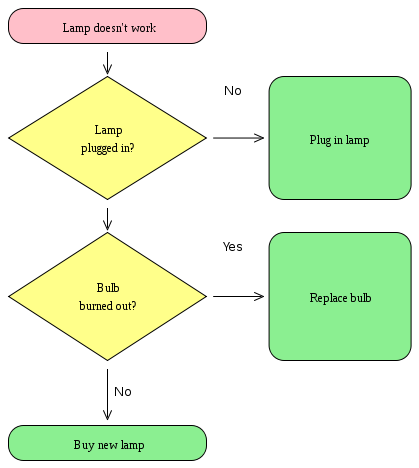 Lamp doesn't work
No
Lamp
plugged in?
Plug in lamp
Yes
Bulb
burned out?
Replace bulb
No
Buy new lamp